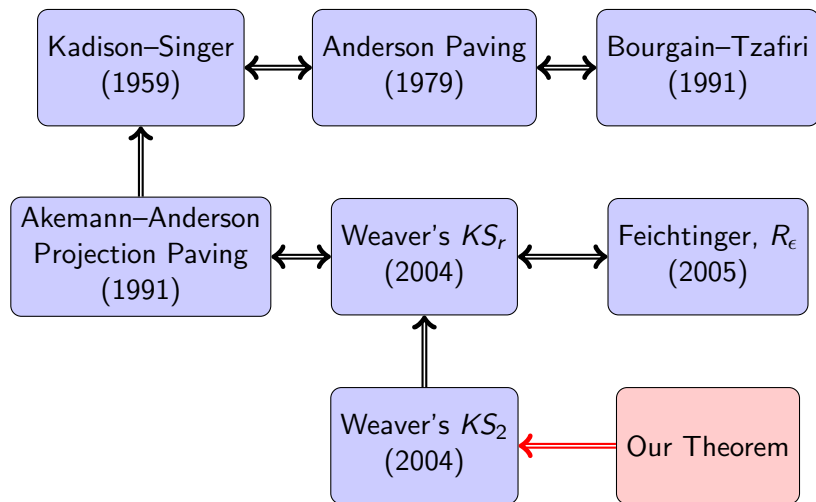 Kadison–Singer
(1959)
Anderson Paving
(1979)
Bourgain–Tzafiri
(1991)
Akemann–Anderson
Projection Paving
(1991)
Weaver's KS_r
(2004)
Feichtinger, R_ϵ
(2005)
Weaver's KS_2
(2004)
Our Theorem